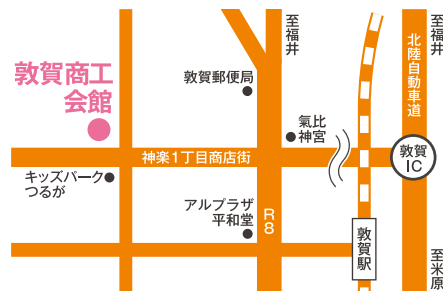 至福井
至福井
北陸自動車道
敦賀商工
会館
敦賀郵便局
氣比
神宮
神楽1丁目商店街
敦賀
IC
キッズパーク
つるが
アルプラザ
平和堂
R8
敦賀駅
至米原